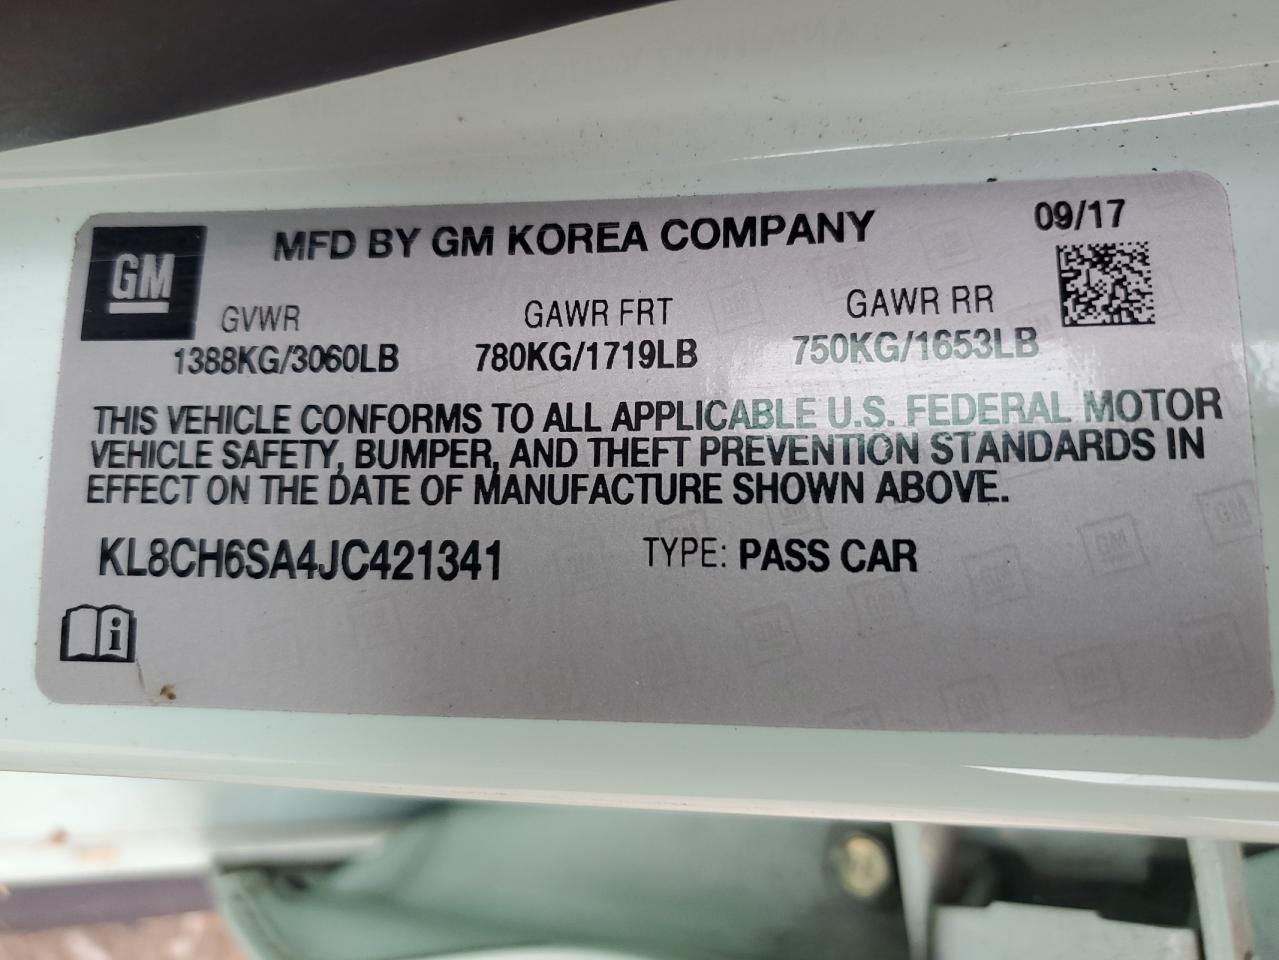 GM
MFD BY GM KOREA COMPANY
09/17
GVWR GAWR FRT GAWR RR
1388KG/3060LB 780KG/1719LB 750KG/1653LB
THIS VEHICLE CONFORMS TO ALL APPLICABLE U.S. FEDERAL MOTOR
VEHICLE SAFETY, BUMPER, AND THEFT PREVENTION STANDARDS IN
EFFECT ON THE DATE OF MANUFACTURE SHOWN ABOVE.
KL8CH6SA4JC421341 TYPE: PASS CAR
i